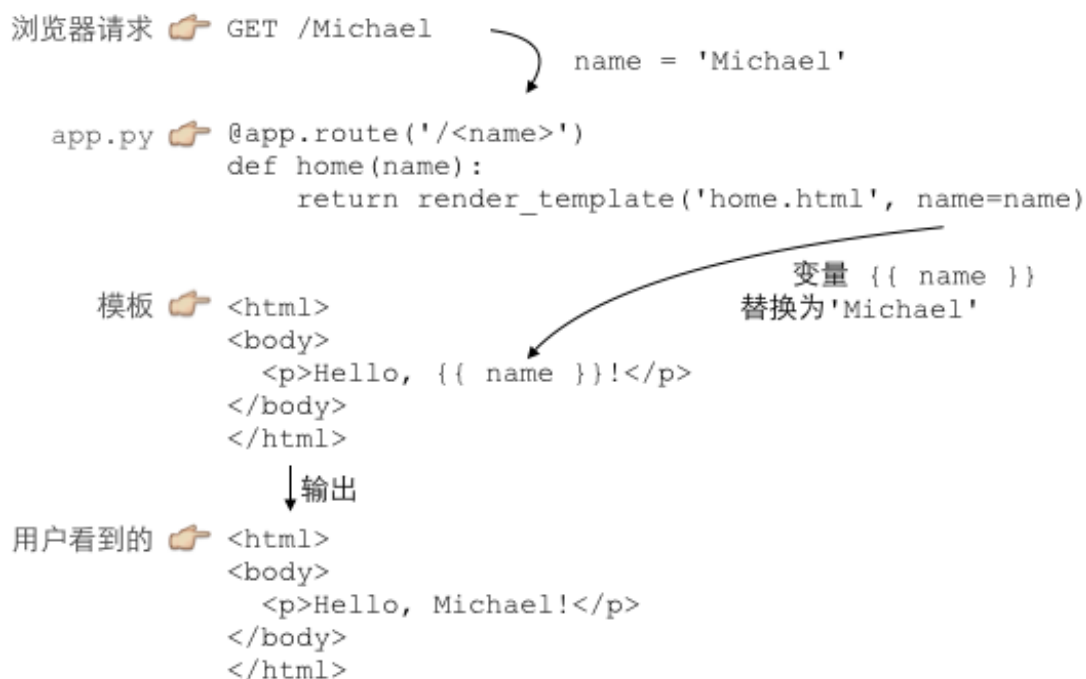 浏览器请求 👉 GET /Michael
name = 'Michael'
app.py 👉 @app.route('/<name>')
def home(name):
return render_template('home.html', name=name)
变量 {{ name }}
替换为'Michael'
模板 👉 <html>
<body>
<p>Hello, {{ name }}!</p>
</body>
</html>
输出
用户看到的 👉 <html>
<body>
<p>Hello, Michael!</p>
</body>
</html>